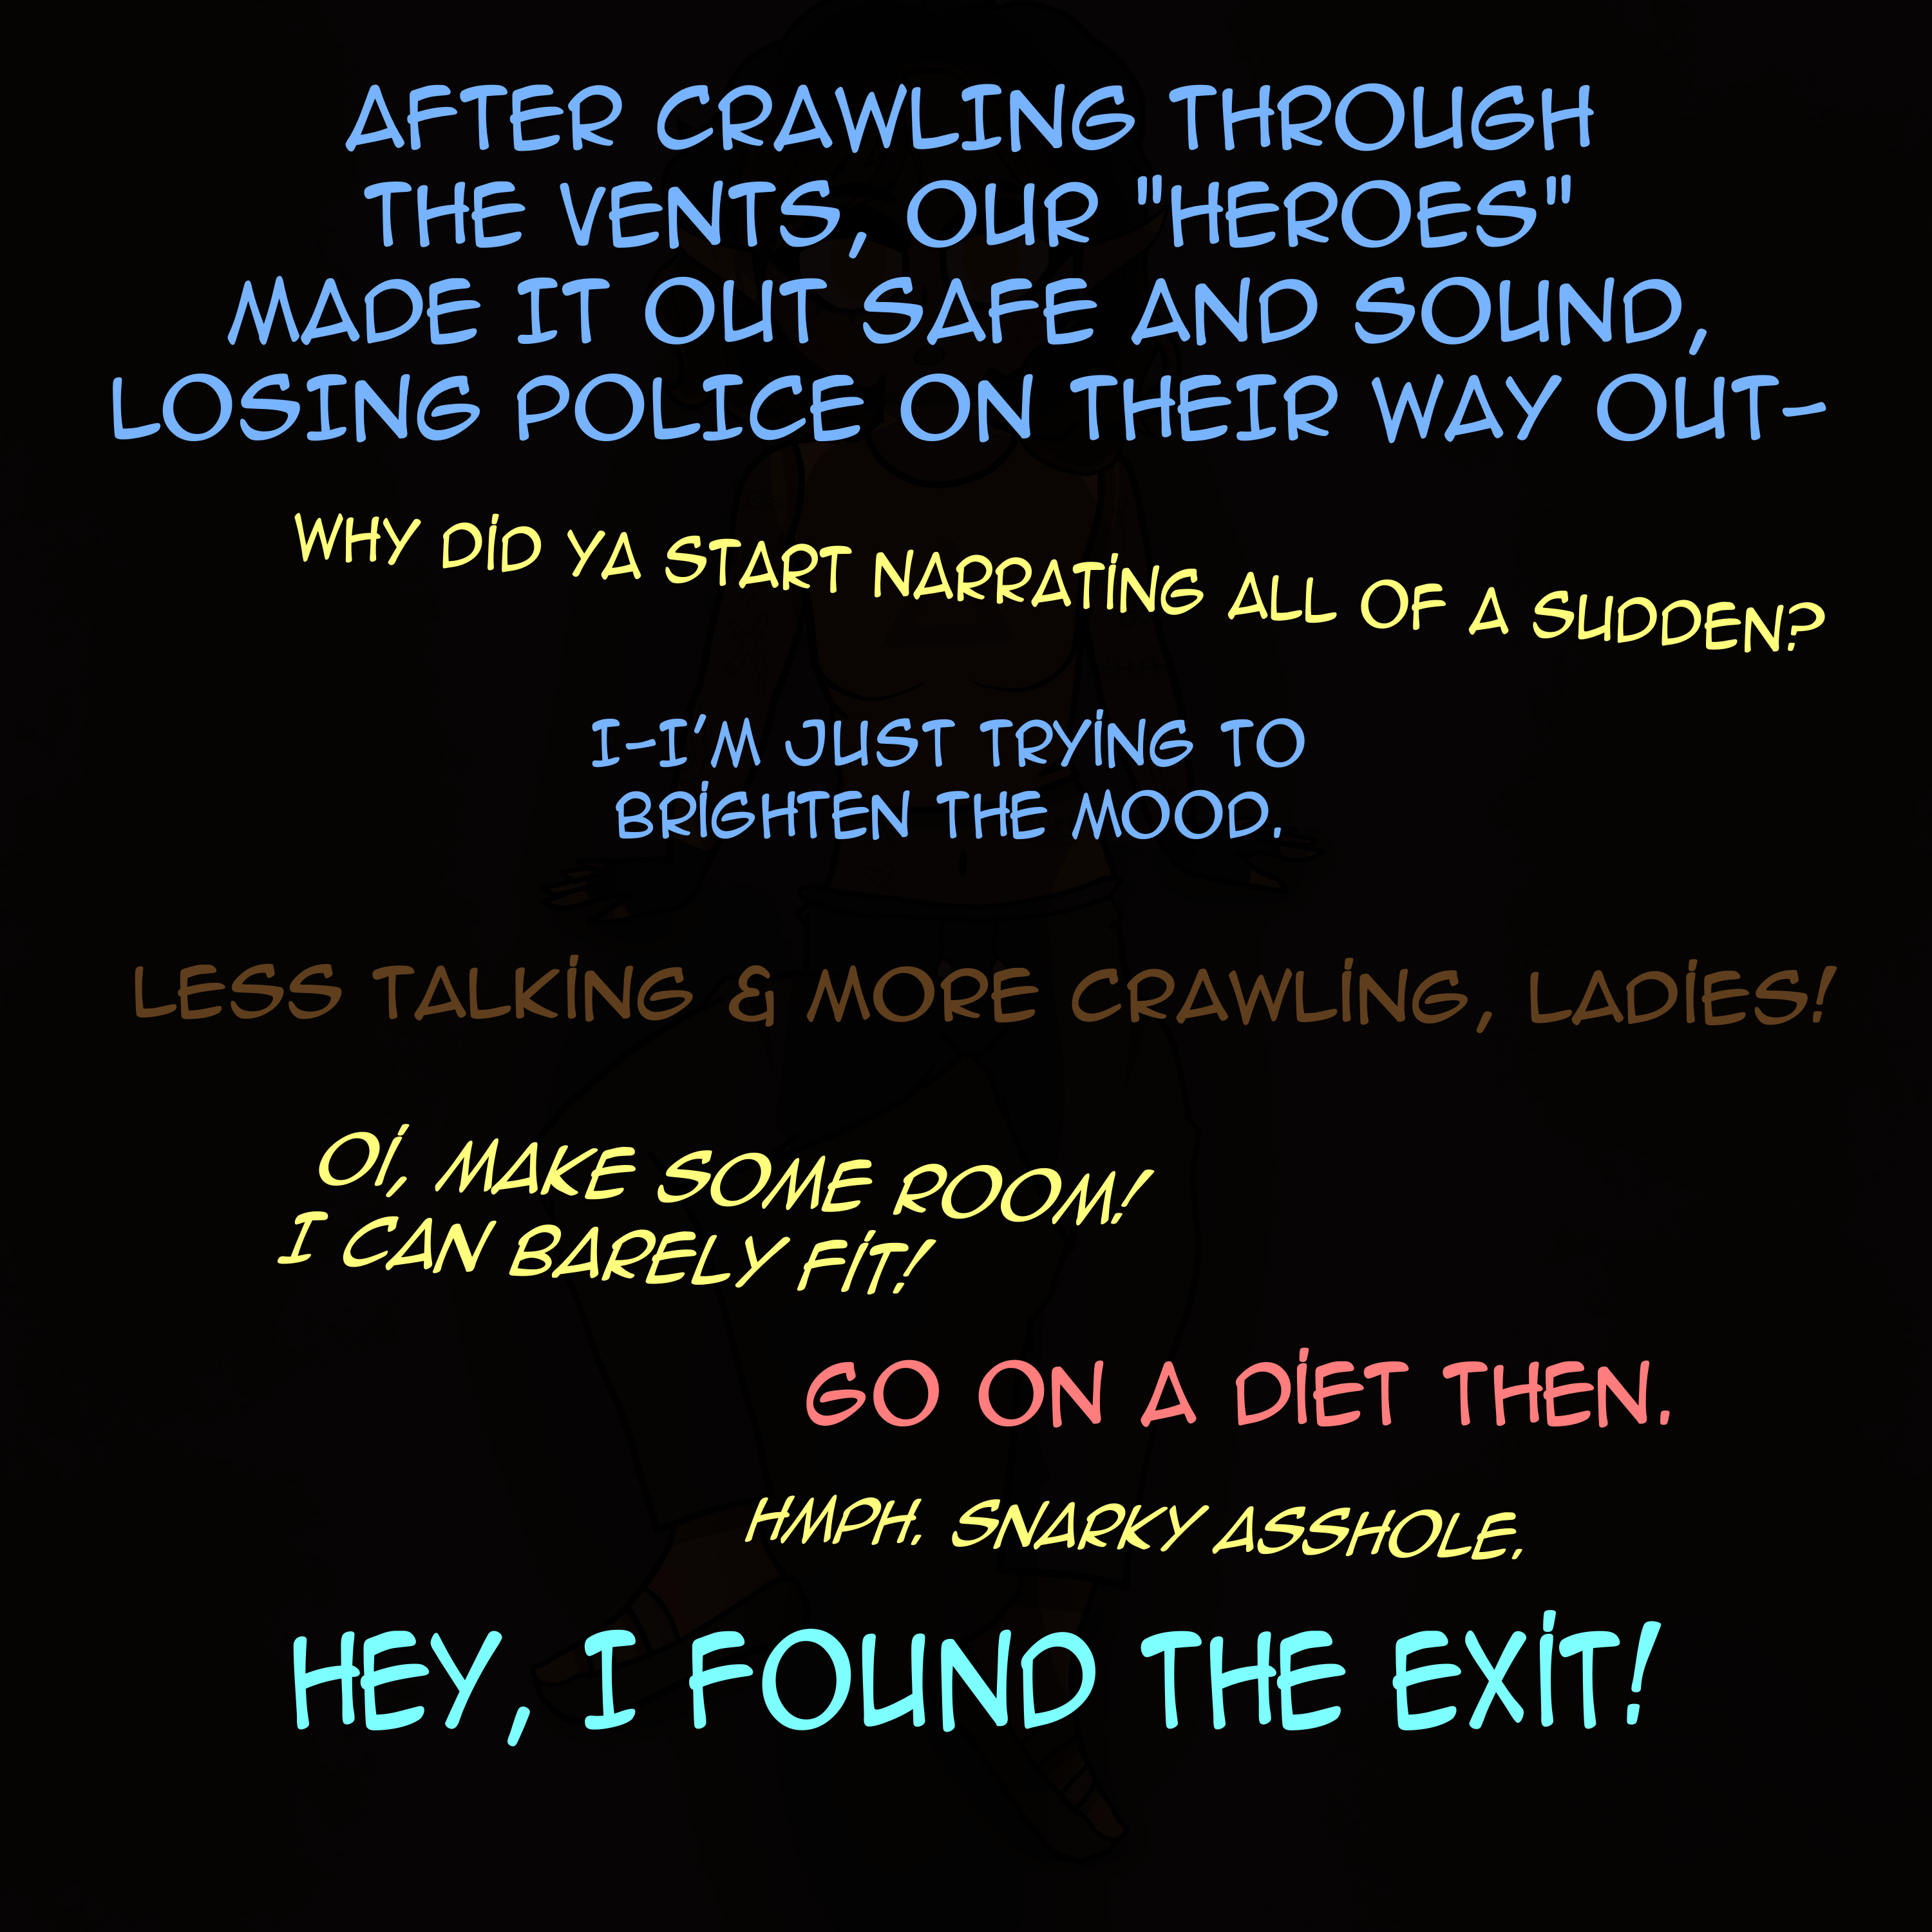 AFTER CRAWLING THROUGH
THE VENTS, OUR "HEROES"
MADE IT OUT SAFE AND SOUND,
LOSING POLICE ON THEIR WAY OUT-
WHY DID YA START NARRATING ALL OF A SUDDEN?
I-I'M JUST TRYING TO
BRIGHTEN THE MOOD.
LESS TALKING & MORE CRAWLING, LADIES!
OI, MAKE SOME ROOM!
I CAN BARELY FIT!
GO ON A DIET THEN.
HMPH. SNARKY ASSHOLE.
HEY, I FOUND THE EXIT!